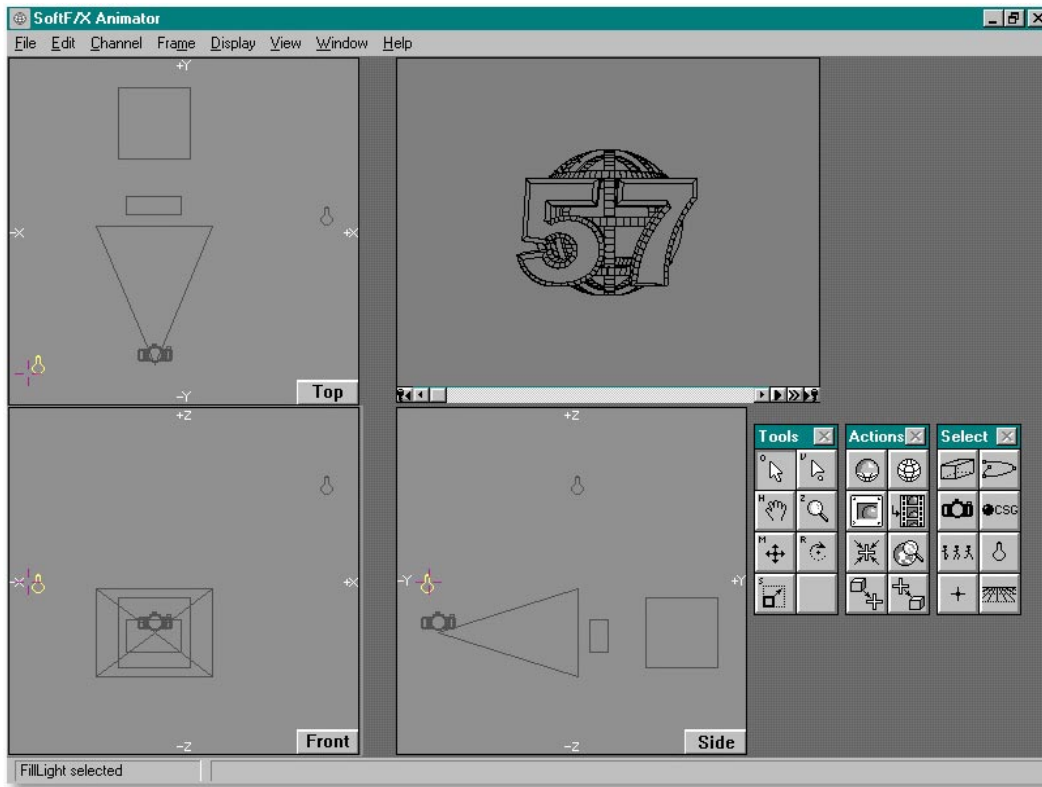 SoftF/X Animator
File Edit Channel Frame Display View Window Help
+Y
-X
+X
-Y
Top
57
+Z
-X
+X
-Z
Front
+Z
-Y
+Y
-Z
Side
Tools
O V
H Z
M R
S
Actions
Select
CSG
FillLight selected